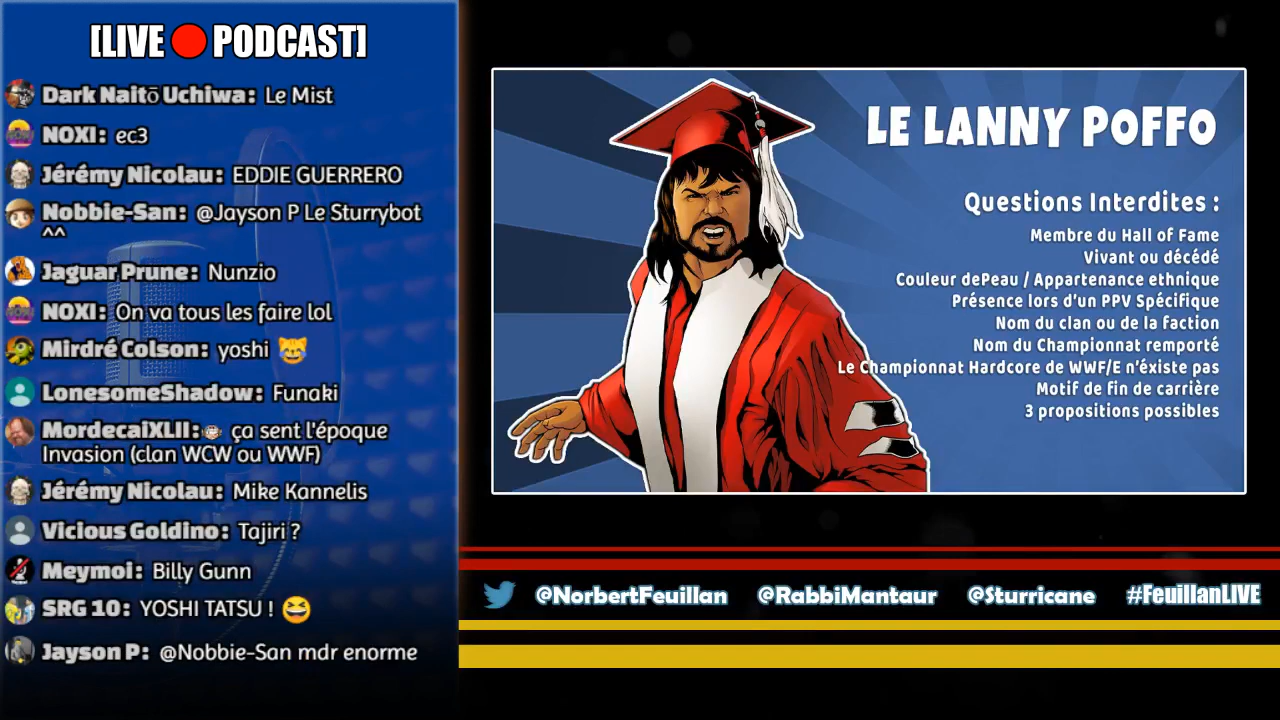 [LIVE PODCAST]
Dark Naitō Uchiwa: Le Mist
NOXI: ec3
Jérémy Nicolau: EDDIE GUERRERO
Nobbie-San: @Jayson P Le Sturrybot
^^
Jaguar Prune: Nunzio
NOXI: On va tous les faire lol
Mirdré Colson: yoshi 😹
LonesomeShadow: Funaki
MordecaiXLII: ça sent l'époque
Invasion (clan WCW ou WWF)
Jérémy Nicolau: Mike Kannelis
Vicious Goldino: Tajiri ?
Meymoi: Billy Gunn
SRG 10: YOSHI TATSU ! 😆
Jayson P: @Nobbie-San mdr enorme
LE LANNY POFFO
Questions Interdites :
Membre du Hall of Fame
Vivant ou décédé
Couleur dePeau / Appartenance ethnique
Présence lors d'un PPV Spécifique
Nom du clan ou de la faction
Nom du Championnat remporté
Le Championnat Hardcore de WWF/E n'éxiste pas
Motif de fin de carrière
3 propositions possibles
@NorbertFeuillan @RabbiMantaur @Sturricane #FeuillanLIVE